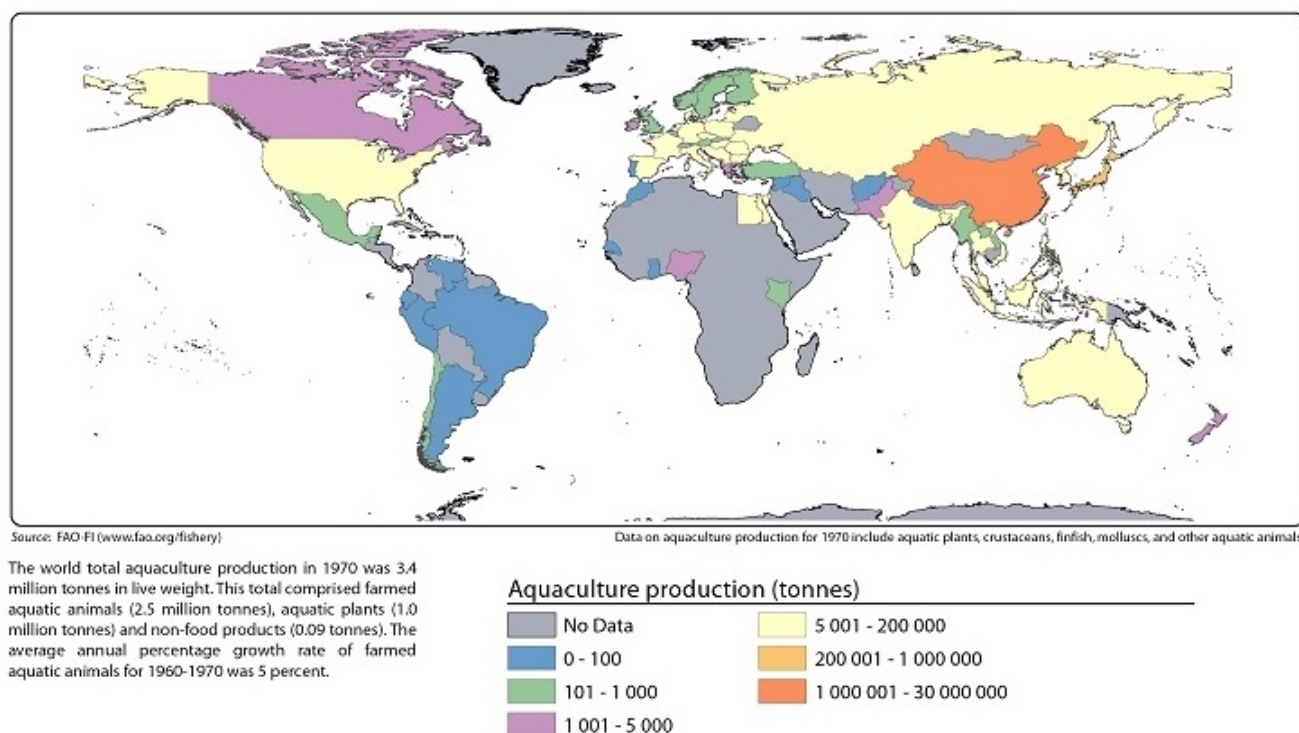 Source: FAO-FI (www.fao.org/fishery)
Data on aquaculture production for 1970 include aquatic plants, crustaceans, finfish, molluscs, and other aquatic animals
The world total aquaculture production in 1970 was 3.4
million tonnes in live weight. This total comprised farmed
aquatic animals (2.5 million tonnes), aquatic plants (1.0
million tonnes) and non-food products (0.09 tonnes). The
average annual percentage growth rate of farmed
aquatic animals for 1960-1970 was 5 percent.
Aquaculture production (tonnes)
No Data
0 - 100
101 - 1 000
1 001 - 5 000
5 001 - 200 000
200 001 - 1 000 000
1 000 001 - 30 000 000